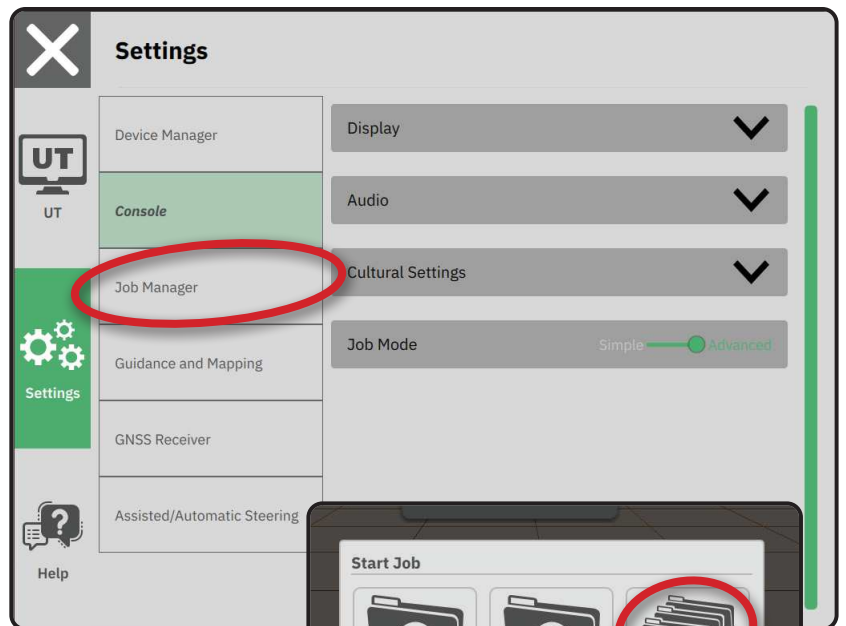 Settings
UT
UT
Settings
Help
Device Manager
Console
Job Manager
Guidance and Mapping
GNSS Receiver
Assisted/Automatic Steering
Display
Audio
Cultural Settings
Job Mode Simple Advanced
Start Job